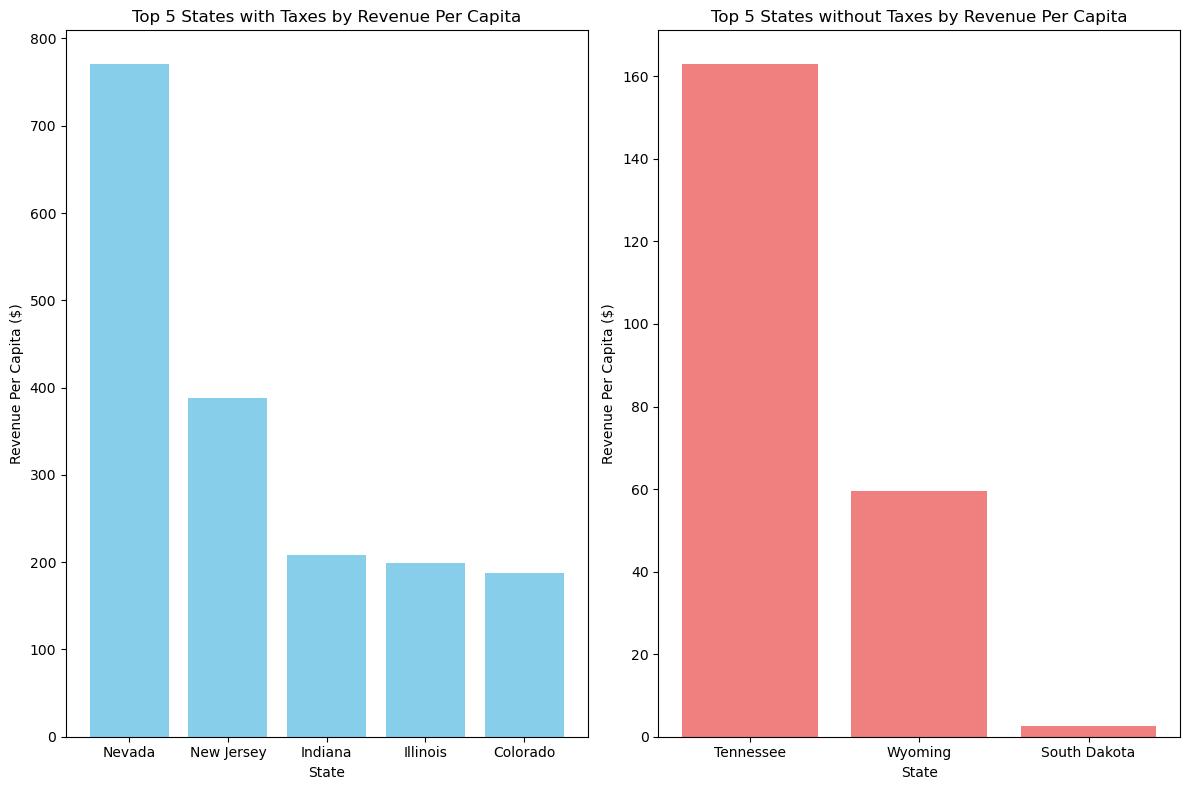 Top 5 States with Taxes by Revenue Per Capita
800
700
600
500
400
300
200
100
0
Revenue Per Capita ($)
Nevada New Jersey Indiana Illinois Colorado
State
Top 5 States without Taxes by Revenue Per Capita
160
140
120
100
80
60
40
20
0
Revenue Per Capita ($)
Tennessee Wyoming South Dakota
State